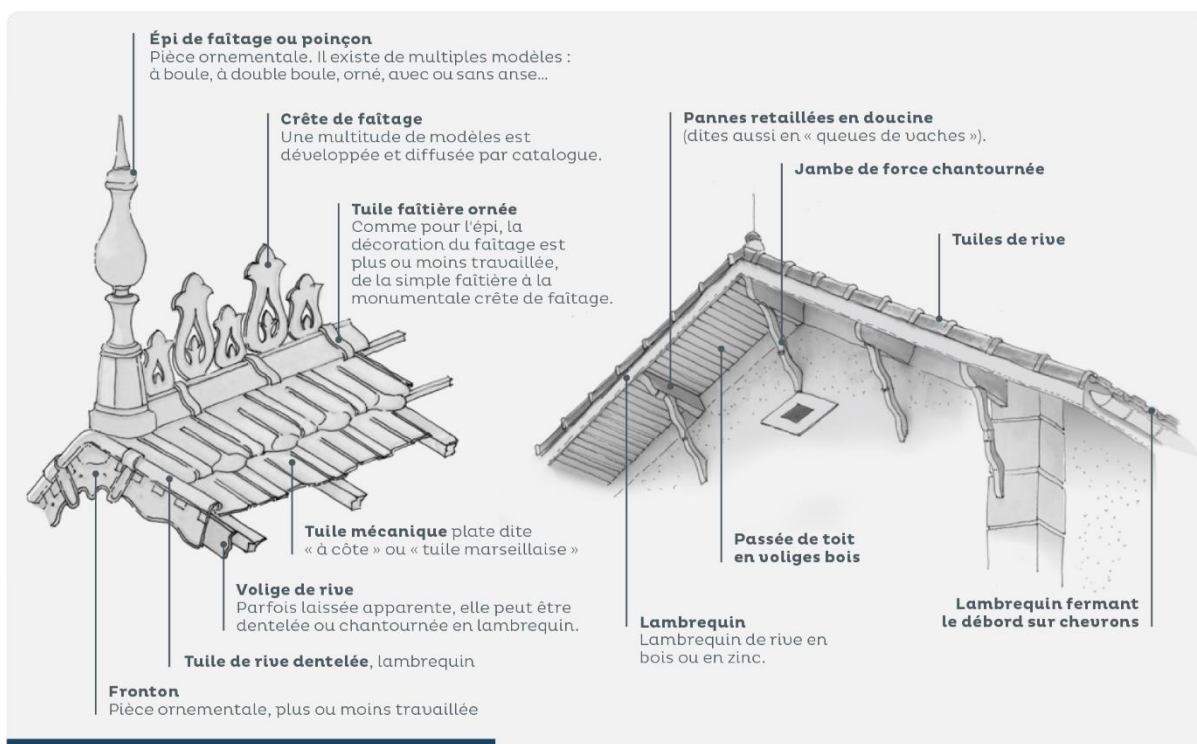 Épi de faîtage ou poinçon
Pièce ornementale. Il existe de multiples modèles :
à boule, à double boule, orné, avec ou sans anse...
Crête de faîtage
Une multitude de modèles est
développée et diffusée par catalogue.
Tuile faîtière ornée
Comme pour l'épi, la
décoration du faîtage est
plus ou moins travaillée,
de la simple faîtière à la
monumentale crête de faîtage.
Tuile mécanique plate dite
« à côte » ou « tuile marseillaise »
Volige de rive
Parfois laissée apparente, elle peut être
dentelée ou chantournée en lambrequin.
Tuile de rive dentelée, lambrequin
Fronton
Pièce ornementale, plus ou moins travaillée
Pannes retaillées en doucine
(dites aussi en « queues de vaches »).
Jambe de force chantournée
Tuiles de rive
Passée de toit
en voliges bois
Lambrequin
Lambrequin de rive en
bois ou en zinc.
Lambrequin fermant
le débord sur chevrons